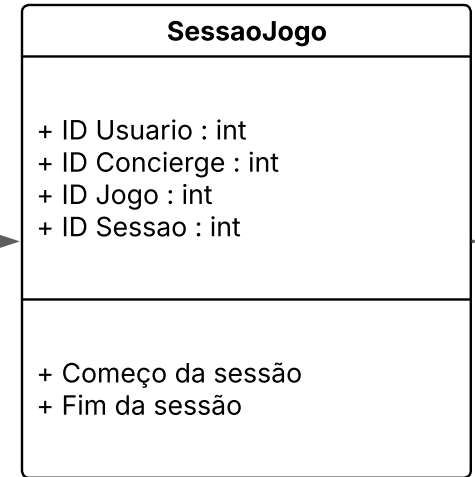 SessaoJogo
+ ID Usuario : int
+ ID Concierge : int
+ ID Jogo : int
+ ID Sessao : int
+ Começo da sessão
+ Fim da sessão